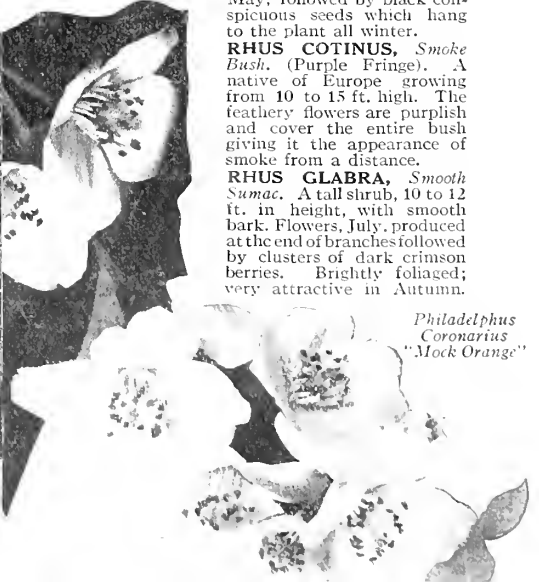 May, followed by black con-
spicuous seeds which hang
to the plant all winter.
RHUS COTINUS, Smoke
Bush. (Purple Fringe). A
native of Europe growing
from 10 to 15 ft. high. The
feathery flowers are purplish
and cover the entire bush
giving it the appearance of
smoke from a distance.
RHUS GLABRA, Smooth
Sumac. A tall shrub, 10 to 12
ft. in height, with smooth
bark. Flowers, July, produced
at the end of branches followed
by clusters of dark crimson
berries. Brightly foliaged;
very attractive in Autumn.
Philadelphus
Coronarius
"Mock Orange"